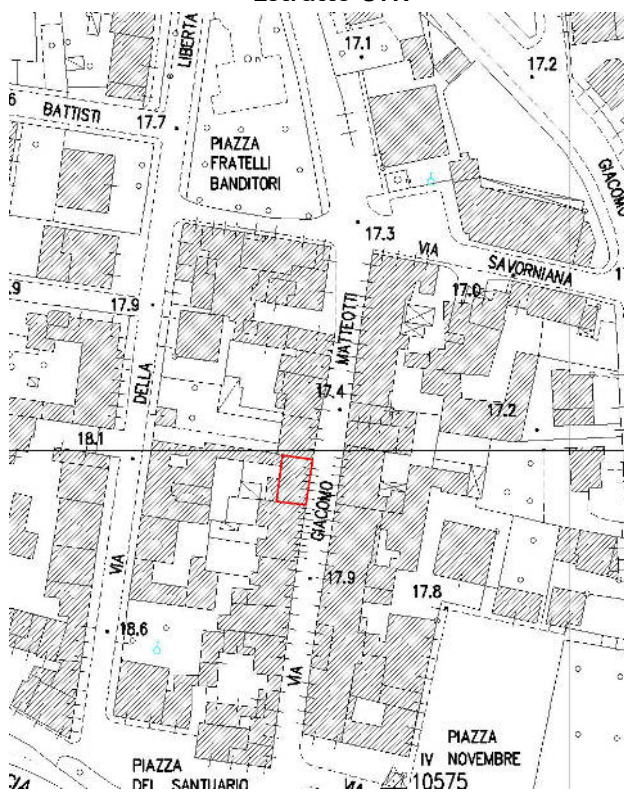 Estratto CTR
LIBERTA'
17.1
17.2
6
BATTISTI
17.7
PIAZZA
FRATELLI
BANDITORI
GIACOMO
17.3
VIA
SAVORNIANA
.9
17.9
17.0
MATTEOTTI
DELLA
17.4
17.2
18.1
GIACOMO
VIA
17.9
17.8
18.6
VIA
PIAZZA
DEL SANTUARIO
PIAZZA
IV NOVEMBRE
VIA
10575